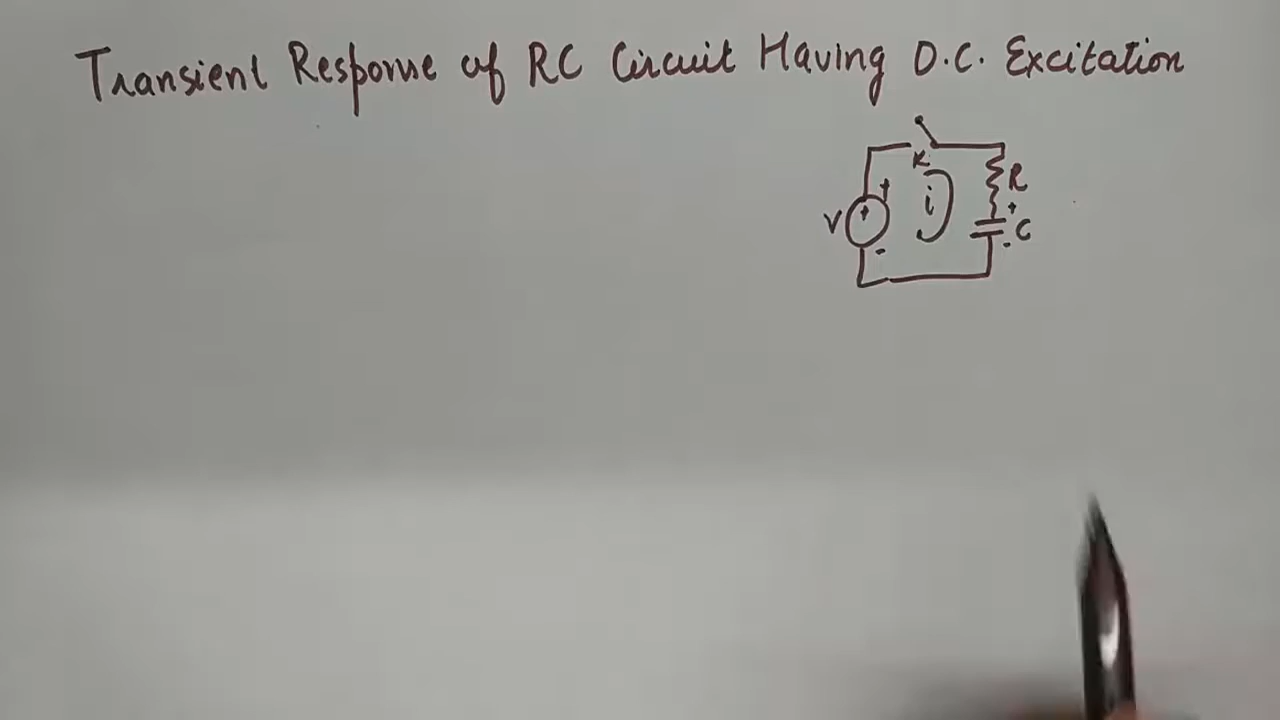 Transient Response of RC Circuit Having D.C. Excitation
K
R
V
+
+
i
+
C
-
-